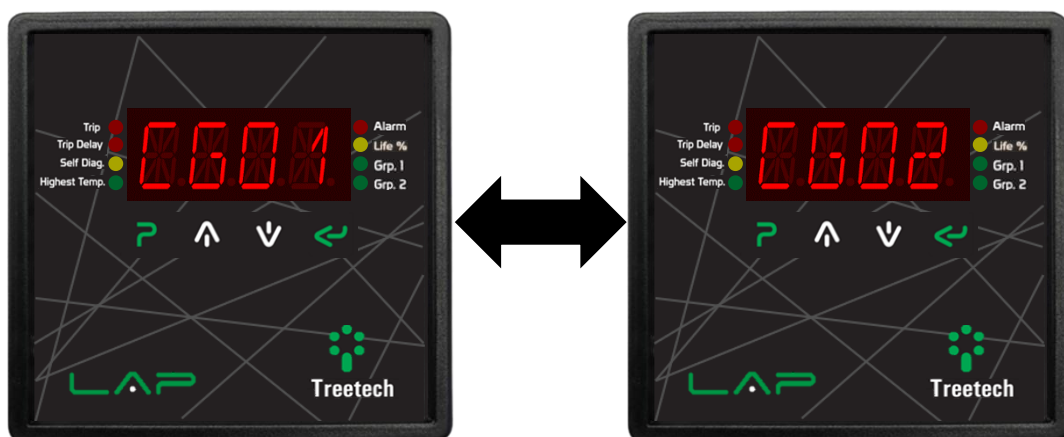 CG01
Trip
Trip Delay
Self Diag.
Highest Temp.
Alarm
Life %
Grp. 1
Grp. 2
P
LAP
Treetech
CG02
Trip
Trip Delay
Self Diag.
Highest Temp.
Alarm
Life %
Grp. 1
Grp. 2
P
LAP
Treetech